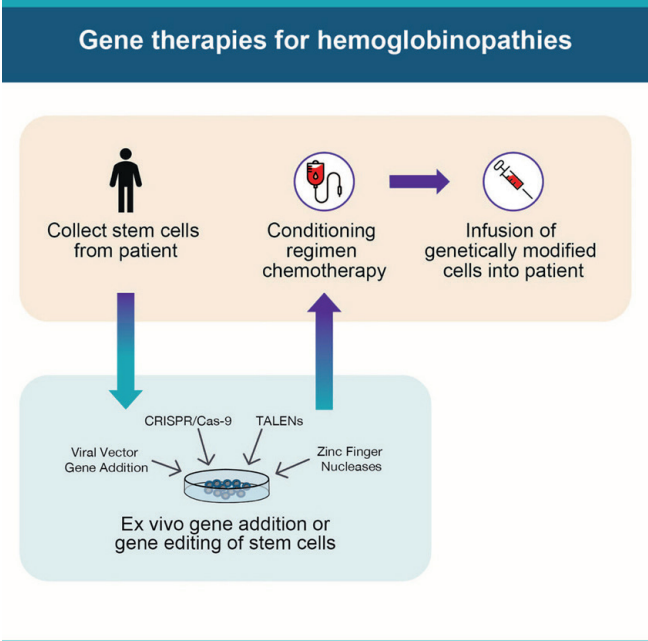 Gene therapies for hemoglobinopathies
Collect stem cells
from patient
Conditioning
regimen
chemotherapy
Infusion of
genetically modified
cells into patient
CRISPR/Cas-9
TALENs
Viral Vector
Gene Addition
Zinc Finger
Nucleases
Ex vivo gene addition or
gene editing of stem cells